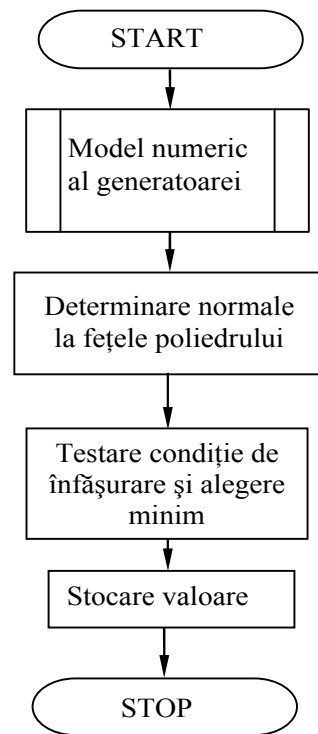 START
Model numeric
al generatoarei
Determinare normale
la fețele poliedrului
Testare condiție de
înfășurare şi alegere
minim
Stocare valoare
STOP